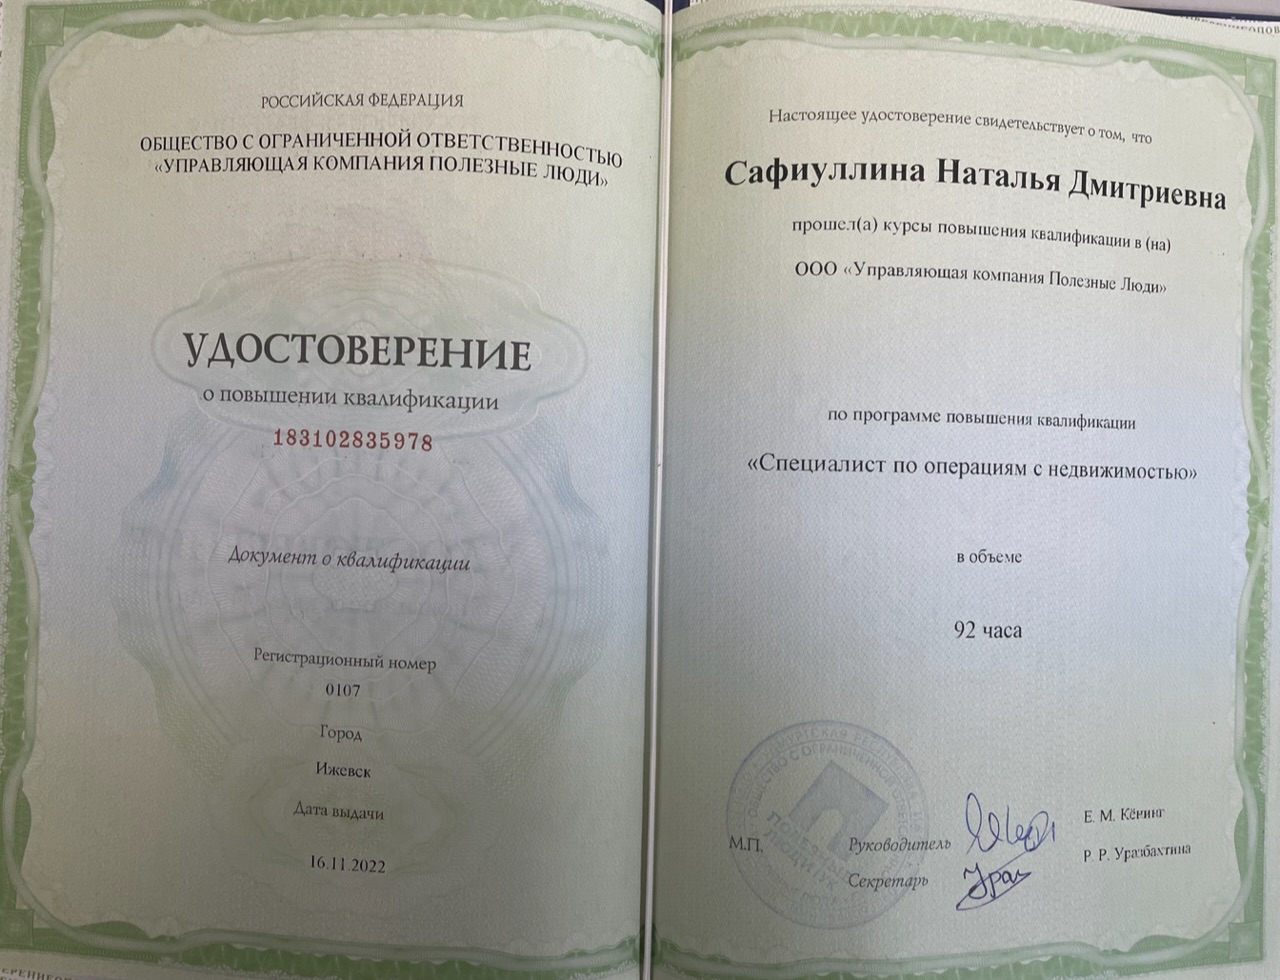 РОССИЙСКАЯ ФЕДЕРАЦИЯ
ОБЩЕСТВО С ОГРАНИЧЕННОЙ ОТВЕТСТВЕННОСТЬЮ
«УПРАВЛЯЮЩАЯ КОМПАНИЯ ПОЛЕЗНЫЕ ЛЮДИ»
УДОСТОВЕРЕНИЕ
о повышении квалификации
183102835978
Документ о квалификации
Регистрационный номер
0107
Город
Ижевск
Дата выдачи
16.11.2022
Настоящее удостоверение свидетельствует о том, что
Сафиуллина Наталья Дмитриевна
прошел(а) курсы повышения квалификации в (на)
ООО «Управляющая компания Полезные Люди»
по программе повышения квалификации
«Специалист по операциям с недвижимостью»
в объеме
92 часа
М.П.
Руководитель
Е. М. Кёнинг
Секретарь
Р. Р. Уразбахтина
ПОЛЕЗНЫЕ
ЛЮДИ